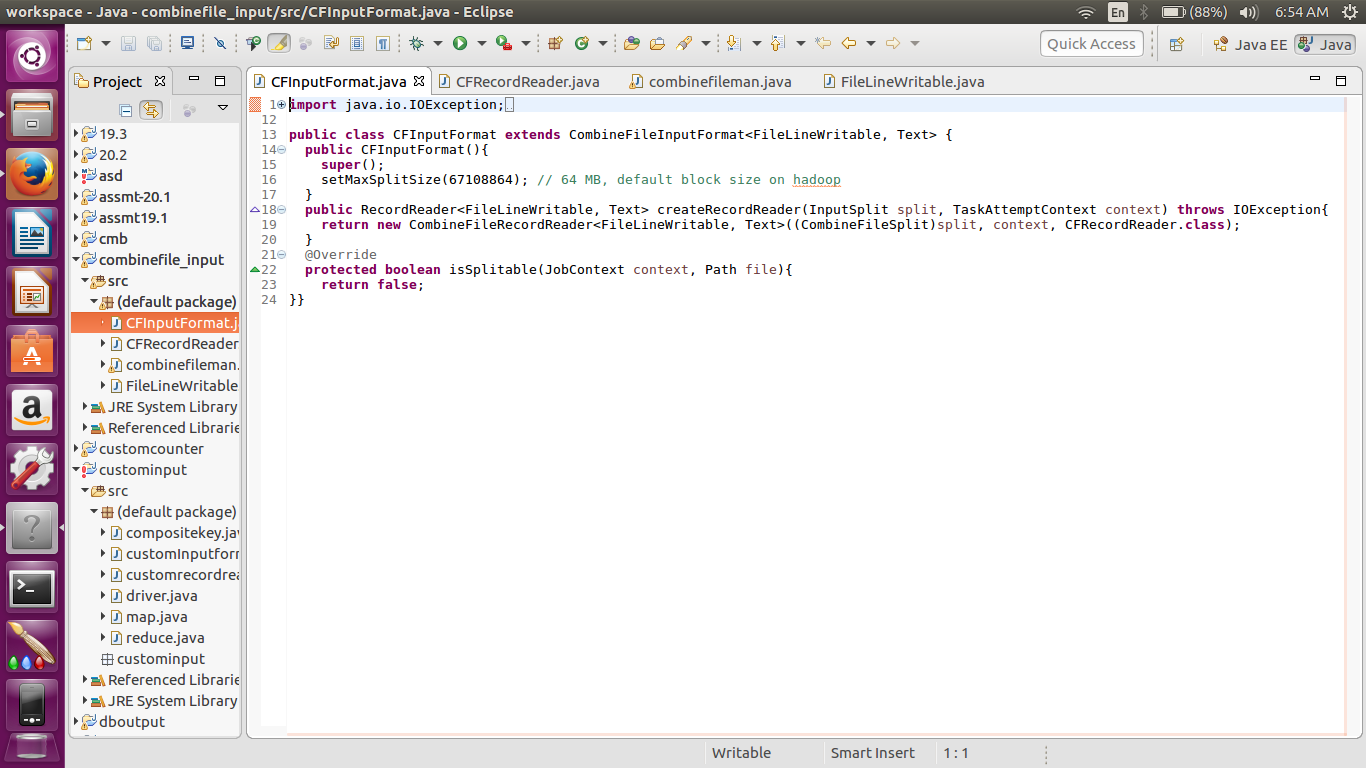 workspace - Java - combinefile_input/src/CFInputFormat.java - Eclipse
En
(88%)
6:54 AM
Quick Access
Java EE
Java
Project
19.3
20.2
asd
assmt-20.1
assmt19.1
cmb
combinefile_input
src
(default package)
CFInputFormat.j
CFRecordReader
combinefileman.
FileLineWritable
JRE System Library
Referenced Librarie
customcounter
custominput
src
(default package)
compositekey.jav
customInputforr
customrecordrea
driver.java
map.java
reduce.java
custominput
Referenced Librarie
JRE System Library
dboutput
CFInputFormat.java
CFRecordReader.java
combinefileman.java
FileLineWritable.java
1 import java.io.IOException;
12
13 public class CFInputFormat extends CombineFileInputFormat<FileLineWritable, Text> {
14 public CFInputFormat(){
15 super();
16 setMaxSplitSize(67108864); // 64 MB, default block size on hadoop
17 }
18 public RecordReader<FileLineWritable, Text> createRecordReader(InputSplit split, TaskAttemptContext context) throws IOException{
19 return new CombineFileRecordReader<FileLineWritable, Text>((CombineFileSplit)split, context, CFRecordReader.class);
20 }
21 @Override
22 protected boolean isSplitable(JobContext context, Path file){
23 return false;
24 }}
Writable
Smart Insert
1 : 1